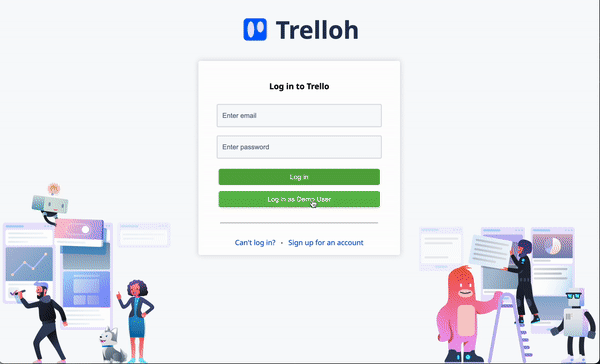 Trelloh
Log in to Trello
Enter email
Enter password
Log in
Log in as Demo User
Can't log in? • Sign up for an account